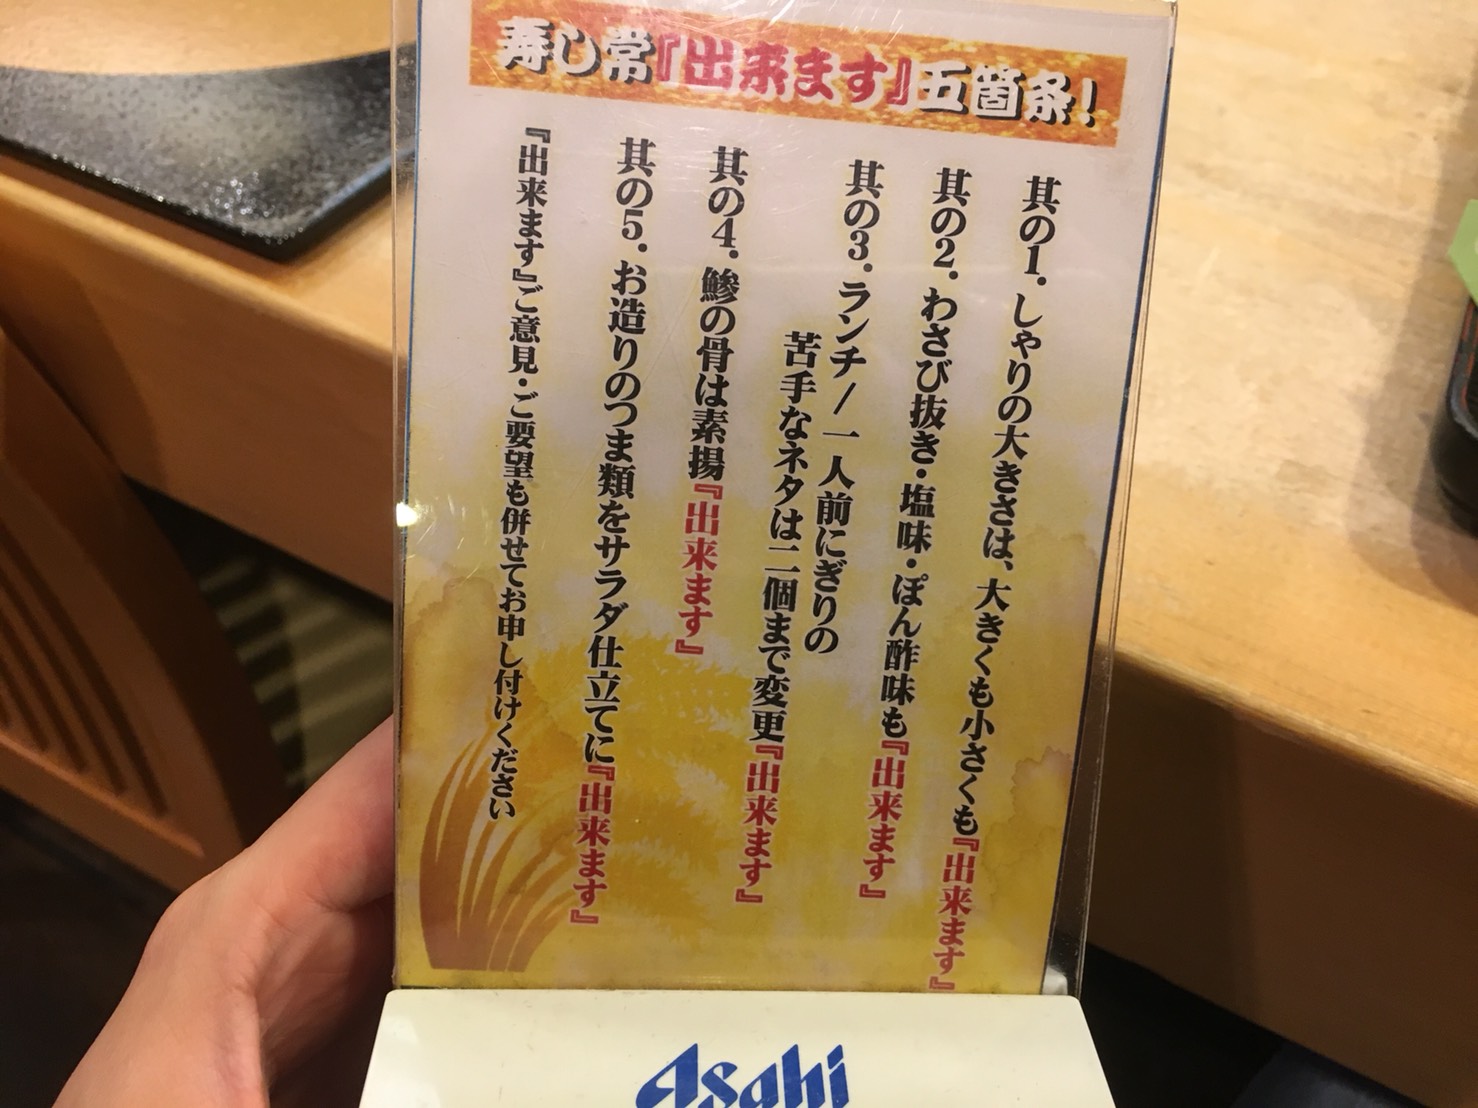 寿し常『出来ます』五箇条!
其の1．しゃりの大きさは、大きくも小さくも『出来ます』
其の2．わさび抜き・塩味・ぽん酢味も『出来ます』
其の3．ランチ/一人前にぎりの
苦手なネタは二個まで変更『出来ます』
其の4．鯵の骨は素揚『出来ます』
其の5．お造りのつま類をサラダ仕立てに『出来ます』
『出来ます』ご意見・ご要望も併せてお申し付けください
Asahi